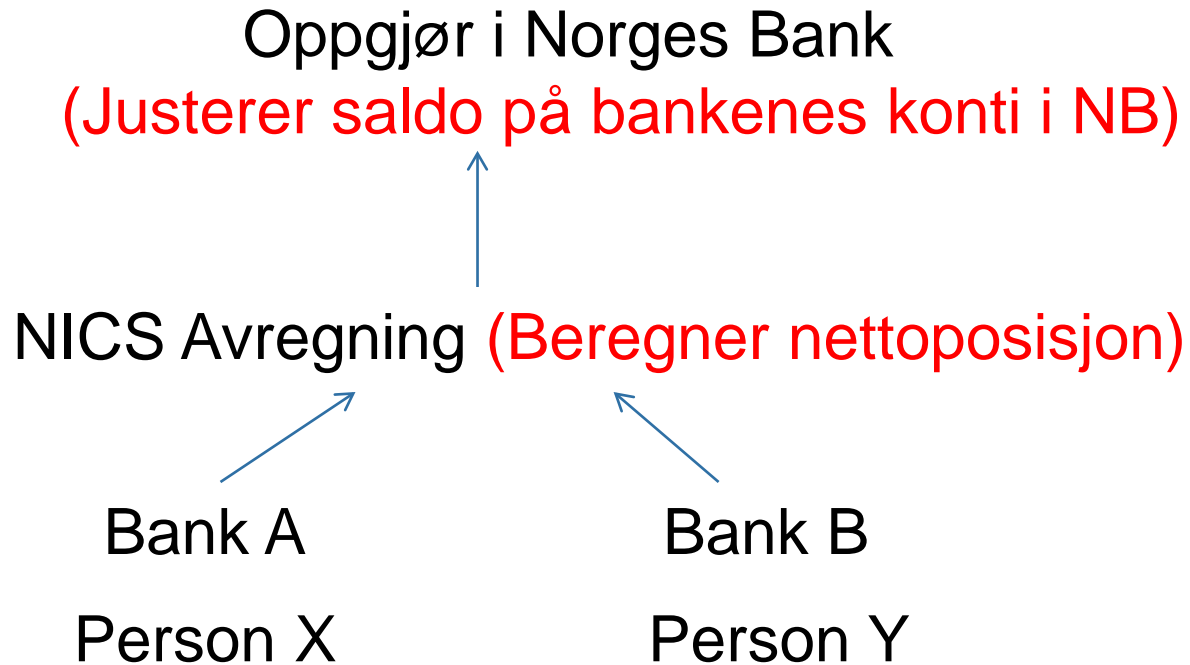 Oppgjør i Norges Bank
(Justerer saldo på bankenes konti i NB)
NICS Avregning (Beregner nettoposisjon)
Bank A Bank B
Person X Person Y